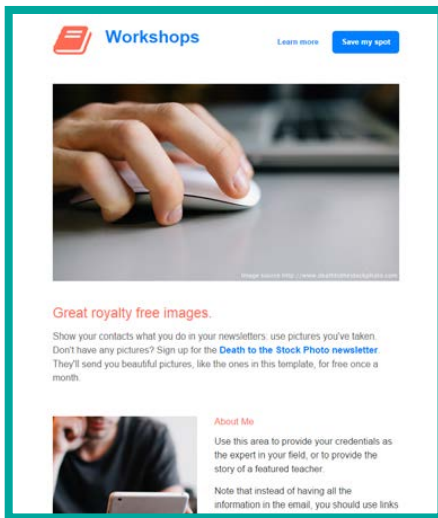 Workshops
Learn more
Save my spot
Image source http://www.deathtothestockphoto.com
Great royalty free images.
Show your contacts what you do in your newsletters: use pictures you've taken.
Don't have any pictures? Sign up for the Death to the Stock Photo newsletter.
They'll send you beautiful pictures, like the ones in this template, for free once a
month.
About Me
Use this area to provide your credentials as
the expert in your field, or to provide the
story of a featured teacher.
Note that instead of having all the
information in the email, you should use links